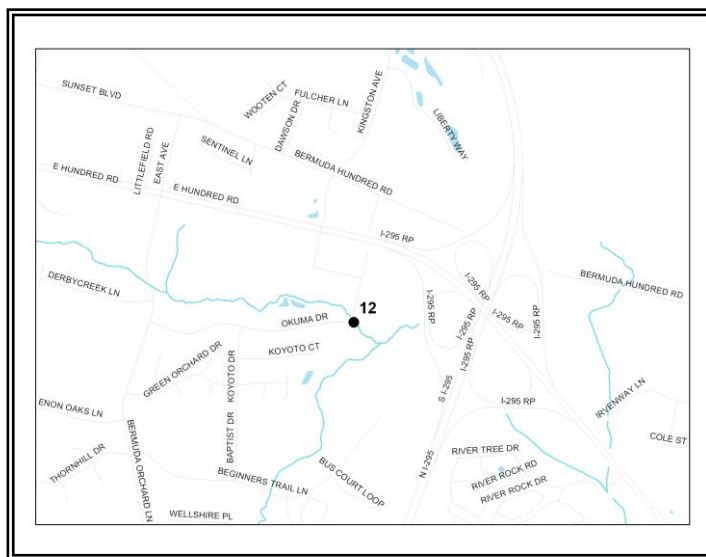 SUNSET BLVD
WOOTEN CT
FULCHER LN
DAWSON DR
KINGSTON AVE
LIBERTY WAY
LITTLEFIELD RD
EAST AVE
SENTINEL LN
BERMUDA HUNDRED RD
E HUNDRED RD
E HUNDRED RD
I-295 RP
DERBYCREEK LN
I-295 RP
I-295 RP
I-295 RP
I-295 RP
I-295 RP
I-295 RP
BERMUDA HUNDRED RD
12
OKUMA DR
KOYOTO CT
GREEN ORCHARD DR
KOYOTO DR
S I-295
I-295 RP
IRVENWAY LN
ENON OAKS LN
BERMUDA ORCHARD LN
BAPTIST DR
COLE ST
THORNHILL DR
BEGINNERS TRAIL LN
BUS COURT LOOP
N I-295
RIVER TREE DR
RIVER ROCK RD
RIVER ROCK DR
WELLSHIRE PL